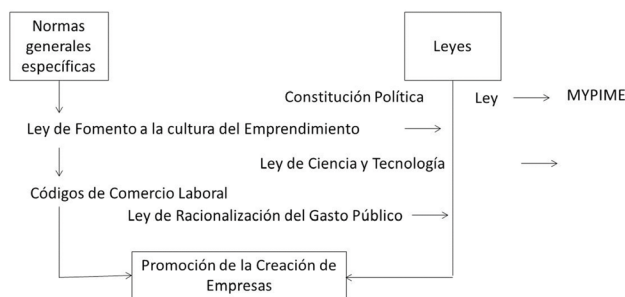 Normas
generales
específicas
Leyes
Constitución Política
Ley
MYPIME
Ley de Fomento a la cultura del Emprendimiento
Ley de Ciencia y Tecnología
Códigos de Comercio Laboral
Ley de Racionalización del Gasto Público
Promoción de la Creación de
Empresas